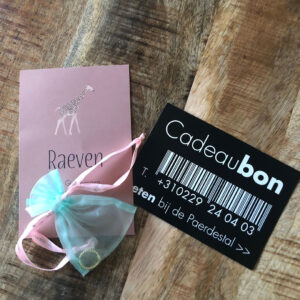 Raeven
Cadeaubon
T.
+310229 24 04 03
eten bij de Paerdestal >>